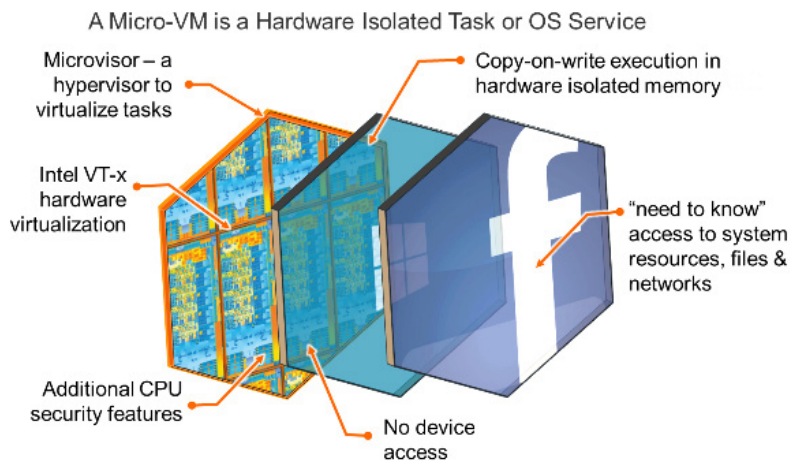 A Micro-VM is a Hardware Isolated Task or OS Service
Microvisor – a
hypervisor to
virtualize tasks
Copy-on-write execution in
hardware isolated memory
Intel VT-x
hardware
virtualization
“need to know”
access to system
resources, files &
networks
f
Additional CPU
security features
No device
access